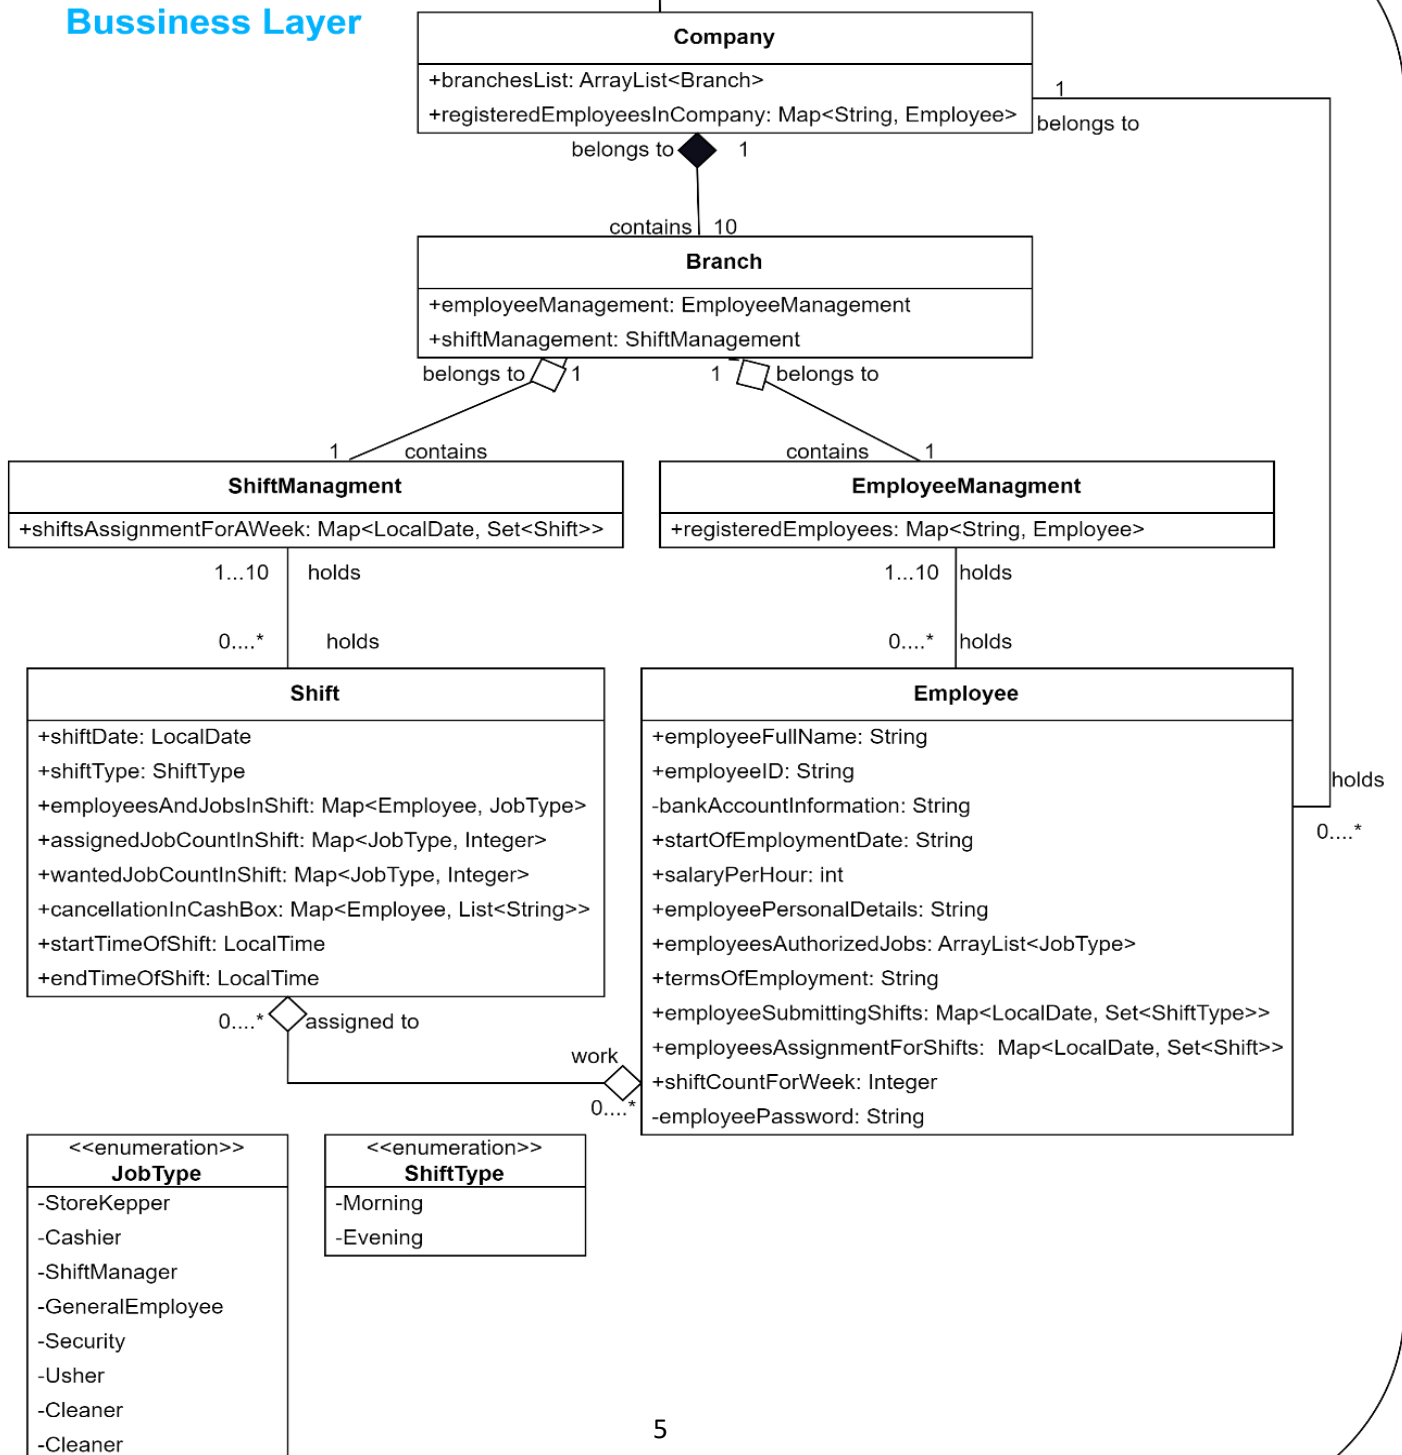 Bussiness Layer
Company
+branchesList: ArrayList<Branch>
+registeredEmployeesInCompany: Map<String, Employee>
1
belongs to
belongs to 1
contains 10
Branch
+employeeManagement: EmployeeManagement
+shiftManagement: ShiftManagement
belongs to 1
1 belongs to
1 contains
contains 1
ShiftManagment
+shiftsAssignmentForAWeek: Map<LocalDate, Set<Shift>>
EmployeeManagment
+registeredEmployees: Map<String, Employee>
1...10 holds
0....* holds
1...10 holds
0....* holds
Shift
+shiftDate: LocalDate
+shiftType: ShiftType
+employeesAndJobsInShift: Map<Employee, JobType>
+assignedJobCountInShift: Map<JobType, Integer>
+wantedJobCountInShift: Map<JobType, Integer>
+cancellationInCashBox: Map<Employee, List<String>>
+startTimeOfShift: LocalTime
+endTimeOfShift: LocalTime
Employee
+employeeFullName: String
+employeeID: String
-bankAccountInformation: String
+startOfEmploymentDate: String
+salaryPerHour: int
+employeePersonalDetails: String
+employeesAuthorizedJobs: ArrayList<JobType>
+termsOfEmployment: String
+employeeSubmittingShifts: Map<LocalDate, Set<ShiftType>>
+employeesAssignmentForShifts:  Map<LocalDate, Set<Shift>>
+shiftCountForWeek: Integer
-employeePassword: String
holds
0....*
0....* assigned to
work
0....*
<<enumeration>>
JobType
-StoreKepper
-Cashier
-ShiftManager
-GeneralEmployee
-Security
-Usher
-Cleaner
-Cleaner
<<enumeration>>
ShiftType
-Morning
-Evening
5